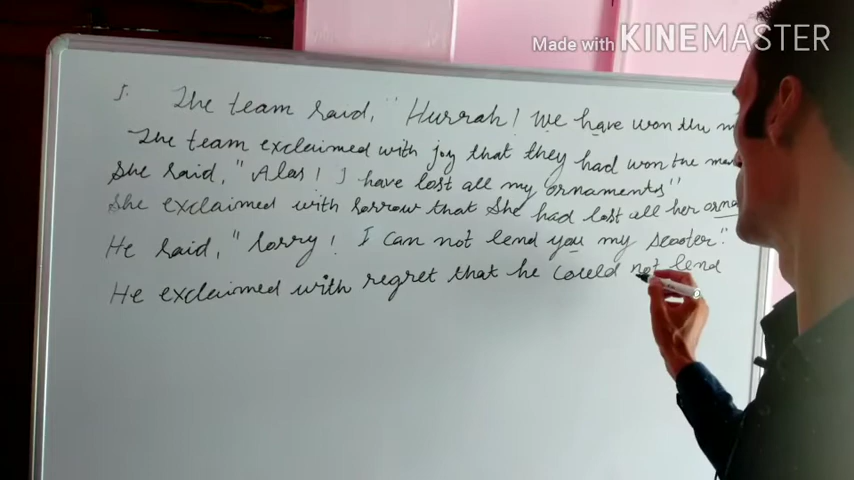 Made with KINEMASTER
5. The team said, "Hurrah! We have won the
The team exclaimed with joy that they had won the
She said, "Alas! I have lost all my ornaments"
She exclaimed with sorrow that she had lost all her
He said, "Sorry! I can not lend you my scooter."
He exclaimed with regret that he could not lend